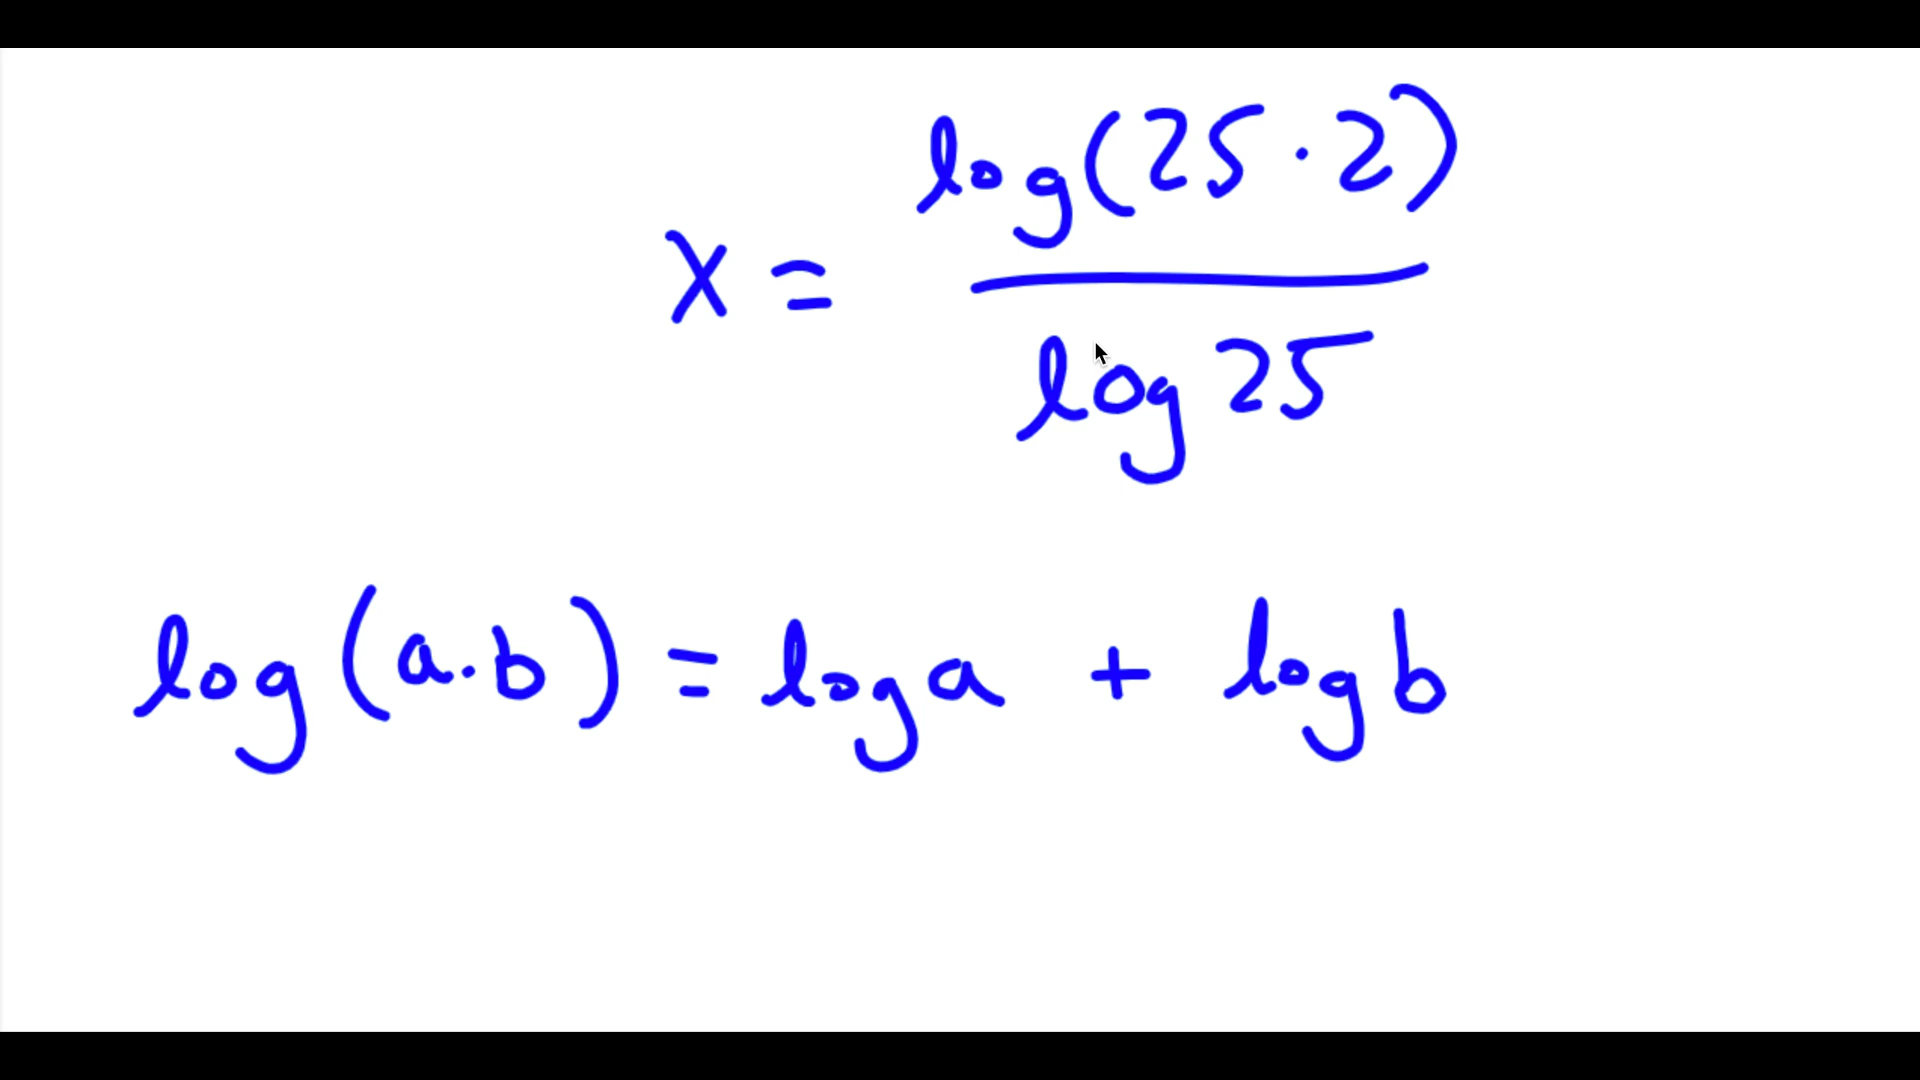 x = log(25·2) / log 25
log(a·b) = log a + log b